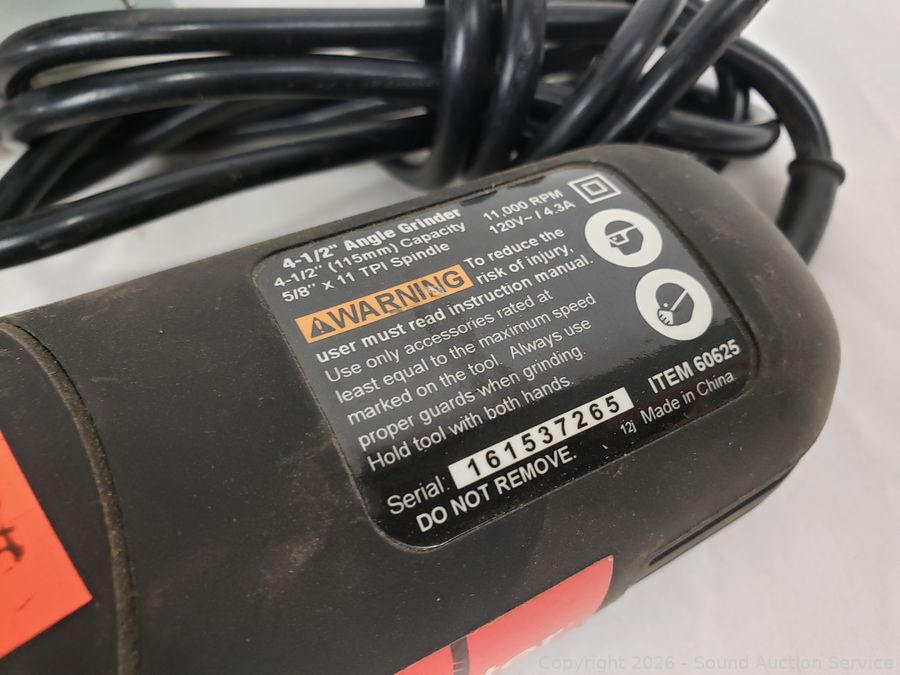 4-1/2" Angle Grinder
4-1/2" (115mm) Capacity 11,000 RPM
5/8" x 11 TPI Spindle 120V~ / 4.3A
⚠WARNING To reduce the
risk of injury,
user must read instruction manual.
Use only accessories rated at
least equal to the maximum speed
marked on the tool. Always use
proper guards when grinding.
Hold tool with both hands.
Serial: 161537265 ITEM 60625
DO NOT REMOVE. 12j Made in China
Copyright 2026 - Sound Auction Service